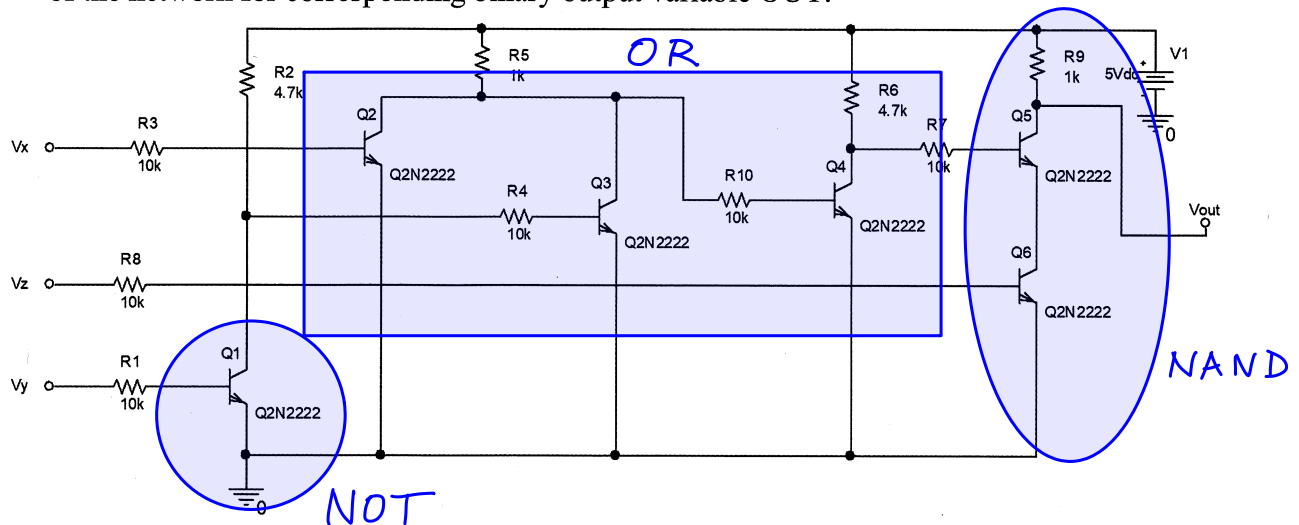 of the network for corresponding binary output variable OUT.
OR
R2
4.7k
R5
1k
R6
4.7k
R9
1k
5Vdc
V1
0
Vx
R3
10k
Q2
Q2N2222
R4
10k
Q3
Q2N2222
R10
10k
Q4
Q2N2222
R7
10k
Q5
Q2N2222
Vout
Vz
R8
10k
Q6
Q2N2222
Vy
R1
10k
Q1
Q2N2222
0
NOT
NAND